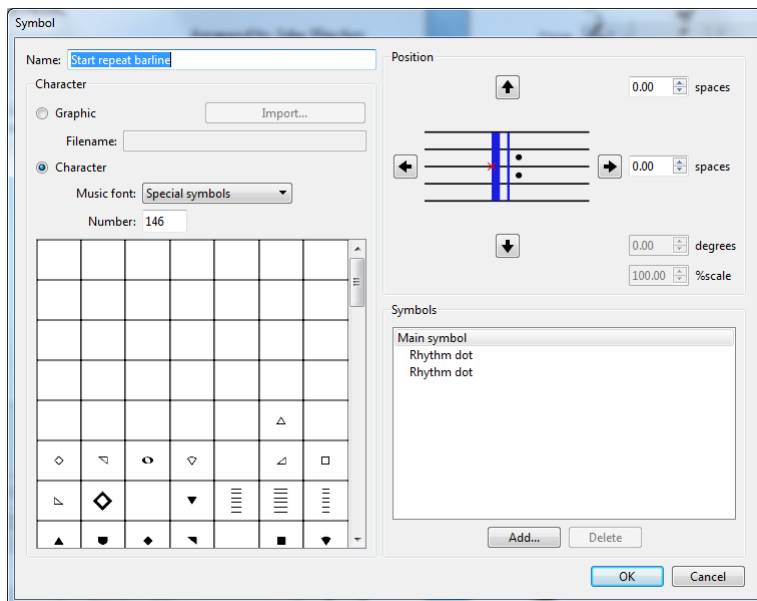 Symbol
Name: Start repeat barline
Character
Graphic
Import...
Filename:
Character
Music font: Special symbols
Number: 146
Position
0.00 spaces
0.00 spaces
0.00 degrees
100.00 %scale
Symbols
Main symbol
Rhythm dot
Rhythm dot
Add...
Delete
OK
Cancel